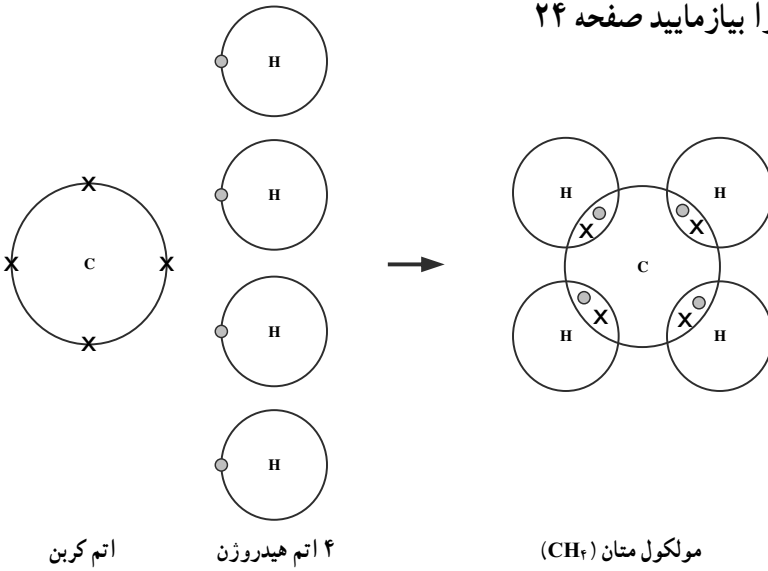 را بیازمایید صفحه ۲۴
H
H
H
H
C
H
H
C
H
H
اتم کربن
۴ اتم هیدروژن
مولکول متان (CH۴)